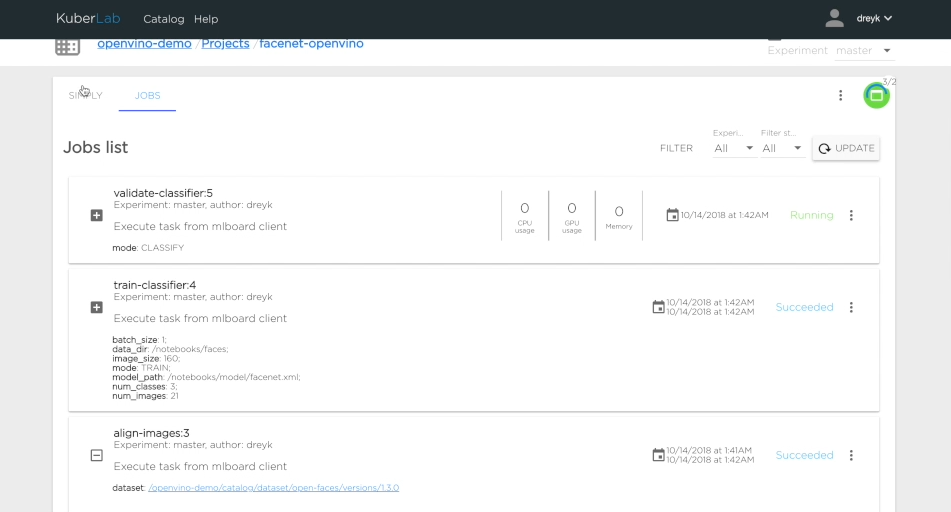 KuberLab Catalog Help dreyk
openvino-demo / Projects / facenet-openvino
Experiment master
SIMPLY JOBS 3/2
Jobs list
FILTER Experi... All Filter st... All UPDATE
validate-classifier:5
Experiment: master, author: dreyk
Execute task from mlboard client
mode: CLASSIFY
0 CPU usage
0 GPU usage
0 Memory
10/14/2018 at 1:42AM
Running
train-classifier:4
Experiment: master, author: dreyk
Execute task from mlboard client
batch_size: 1;
data_dir: /notebooks/faces;
image_size: 160;
mode: TRAIN;
model_path: /notebooks/model/facenet.xml;
num_classes: 3;
num_images: 21
10/14/2018 at 1:42AM
10/14/2018 at 1:42AM
Succeeded
align-images:3
Experiment: master, author: dreyk
Execute task from mlboard client
dataset: /openvino-demo/catalog/dataset/open-faces/versions/1.3.0
10/14/2018 at 1:41AM
10/14/2018 at 1:42AM
Succeeded